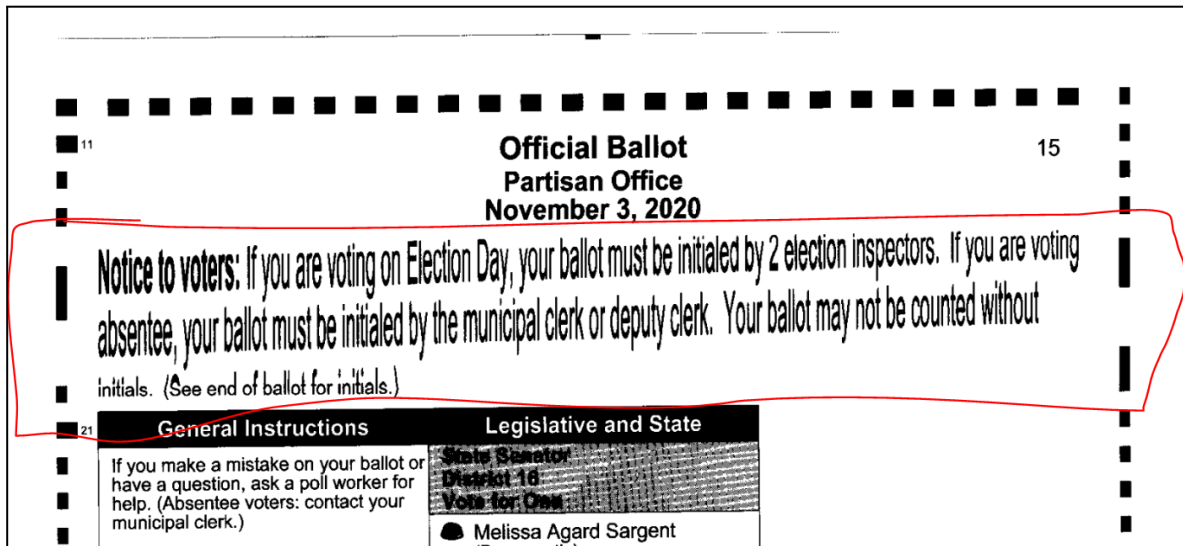 11
Official Ballot
15
Partisan Office
November 3, 2020
Notice to voters: If you are voting on Election Day, your ballot must be initialed by 2 election inspectors. If you are voting
absentee, your ballot must be initialed by the municipal clerk or deputy clerk. Your ballot may not be counted without
initials. (See end of ballot for initials.)
21
General Instructions
If you make a mistake on your ballot or
have a question, ask a poll worker for
help. (Absentee voters: contact your
municipal clerk.)
Legislative and State
State Senator
District 16
Vote for One
Melissa Agard Sargent